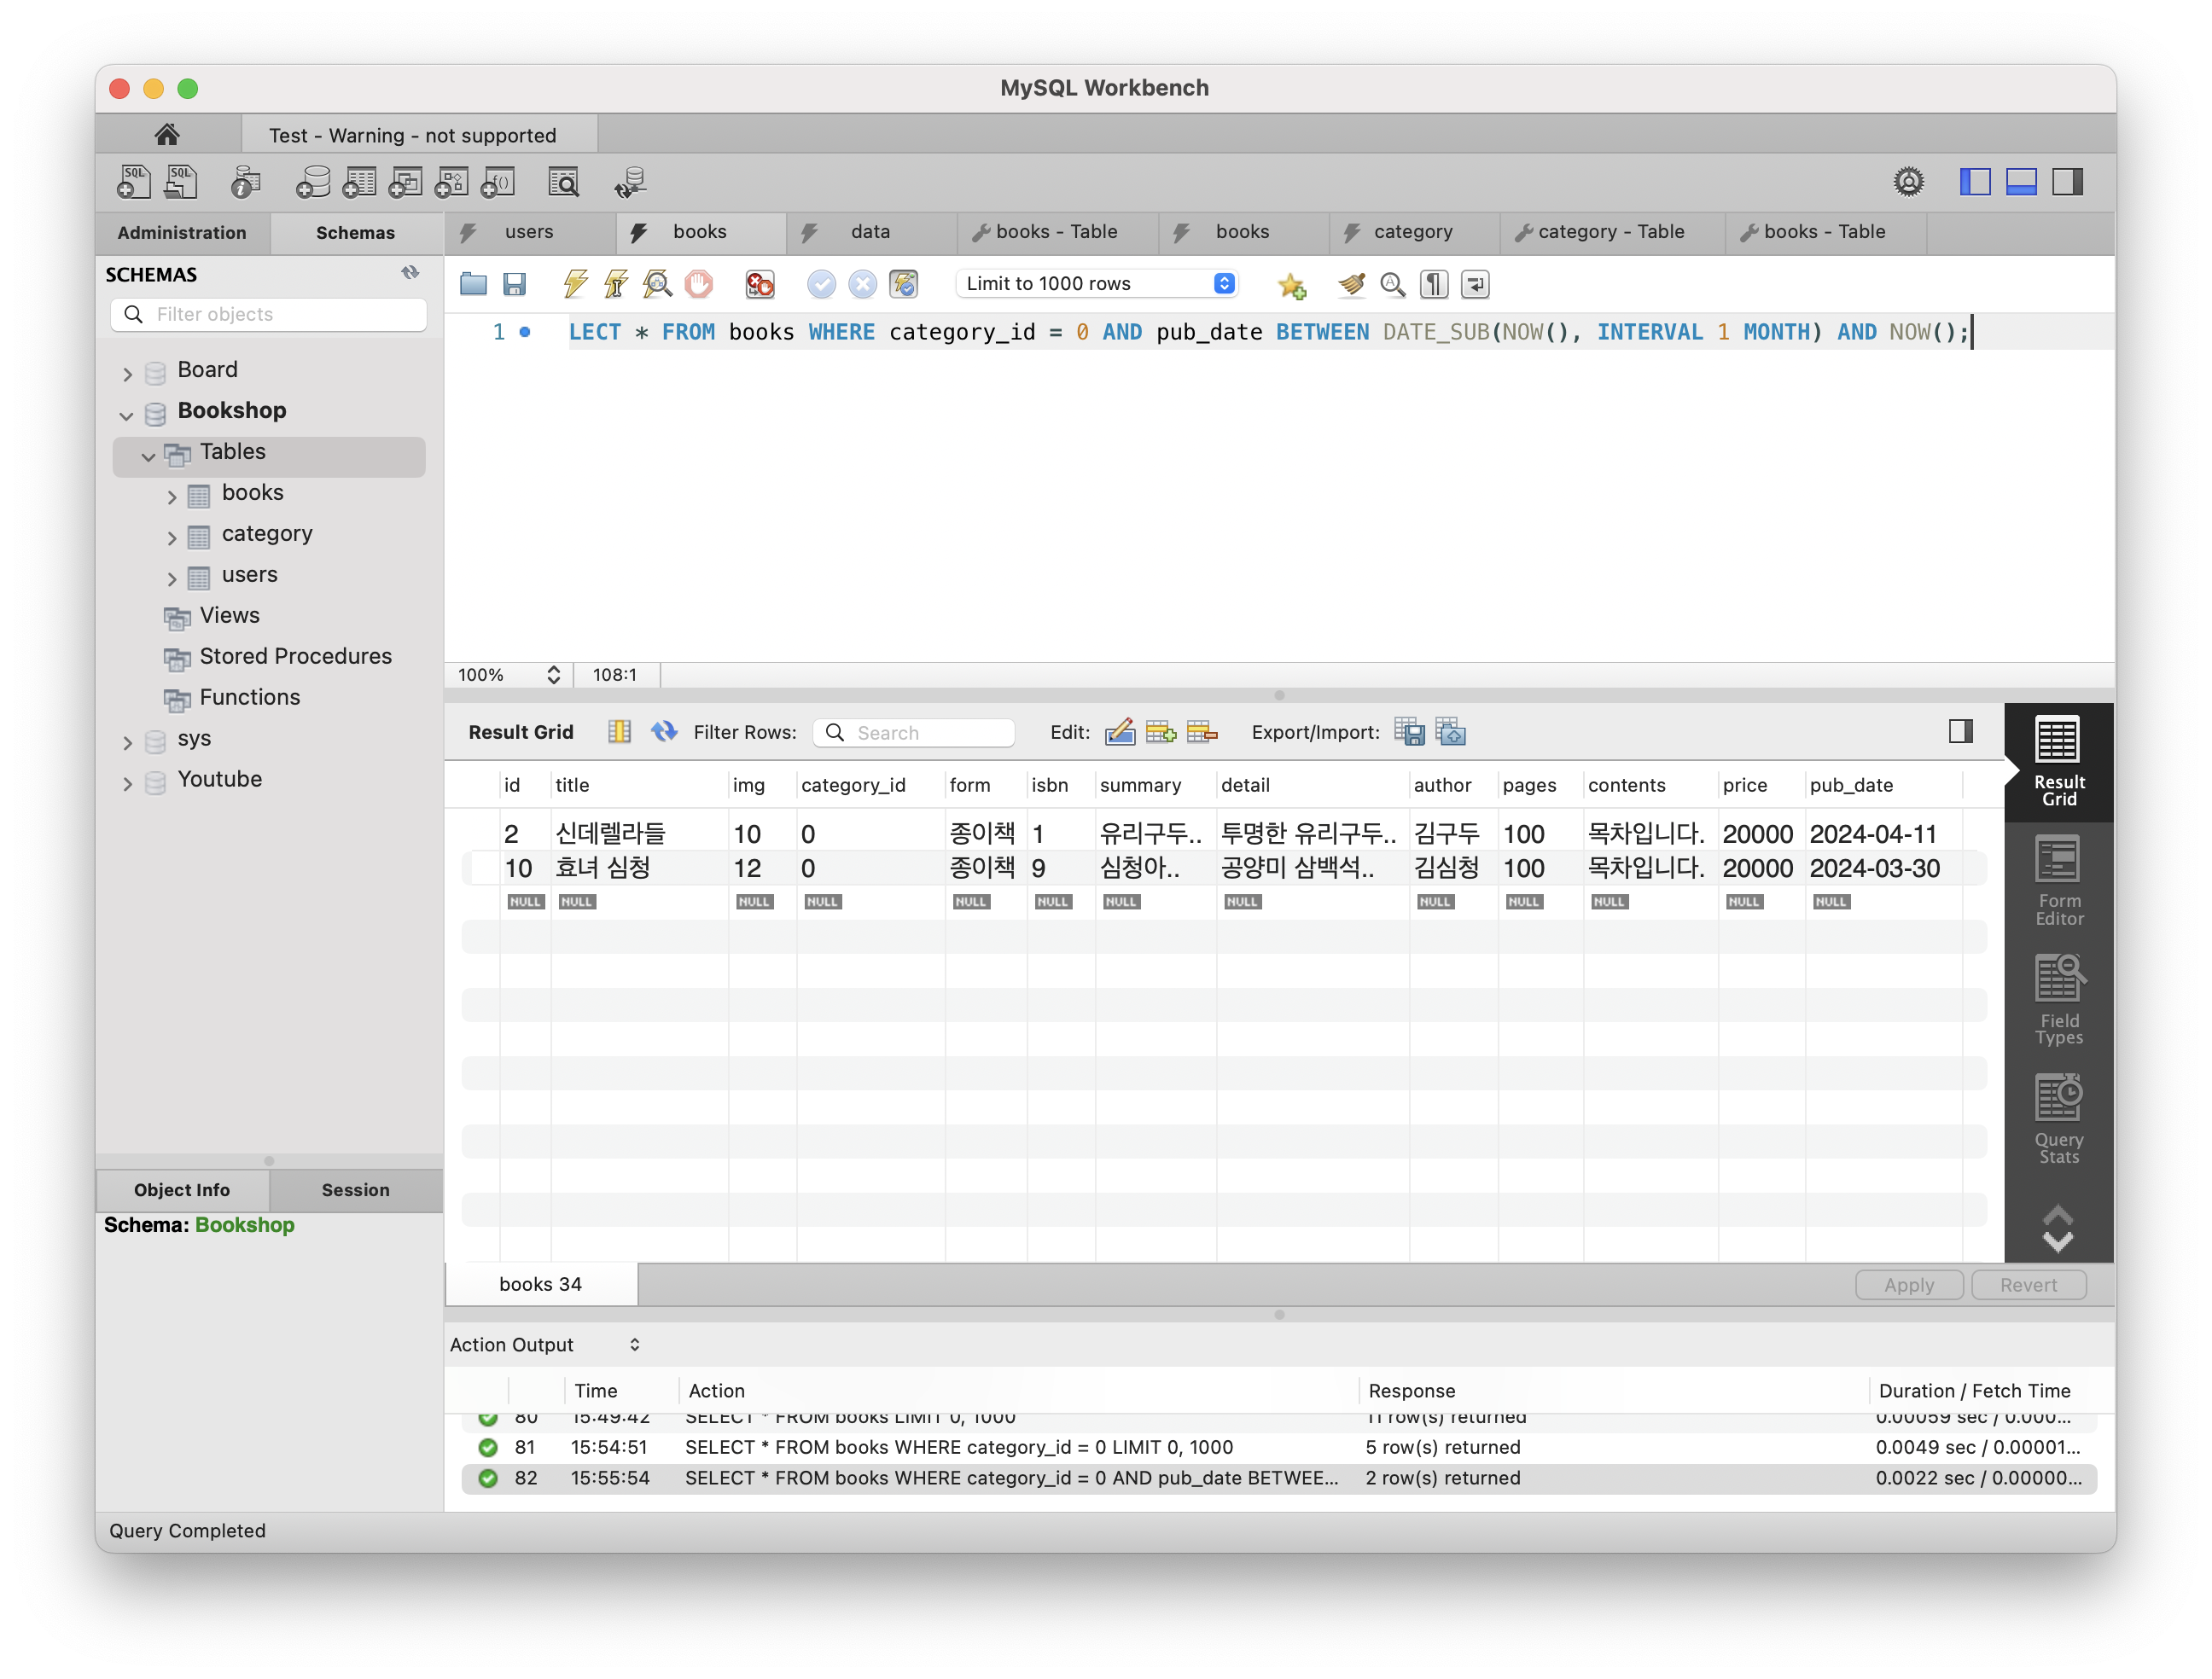 MySQL Workbench
Test - Warning - not supported
Administration Schemas users books data books - Table books category category - Table books - Table
SCHEMAS
Filter objects
Board
Bookshop
Tables
books
category
users
Views
Stored Procedures
Functions
sys
Youtube
Object Info Session
Schema: Bookshop
Limit to 1000 rows
1 LECT * FROM books WHERE category_id = 0 AND pub_date BETWEEN DATE_SUB(NOW(), INTERVAL 1 MONTH) AND NOW();
100% 108:1
Result Grid Filter Rows: Search Edit: Export/Import:
id title img category_id form isbn summary detail author pages contents price pub_date
2 신데렐라들 10 0 종이책 1 유리구두.. 투명한 유리구두.. 김구두 100 목차입니다. 20000 2024-04-11
10 효녀 심청 12 0 종이책 9 심청아.. 공양미 삼백석.. 김심청 100 목차입니다. 20000 2024-03-30
NULL NULL NULL NULL NULL NULL NULL NULL NULL NULL NULL NULL NULL
Result
Grid
Form
Editor
Field
Types
Query
Stats
books 34 Apply Revert
Action Output
Time Action Response Duration / Fetch Time
80 15:49:42 SELECT * FROM books LIMIT 0, 1000 11 row(s) returned 0.00059 sec / 0.000...
81 15:54:51 SELECT * FROM books WHERE category_id = 0 LIMIT 0, 1000 5 row(s) returned 0.0049 sec / 0.00001...
82 15:55:54 SELECT * FROM books WHERE category_id = 0 AND pub_date BETWEE... 2 row(s) returned 0.0022 sec / 0.00000...
Query Completed